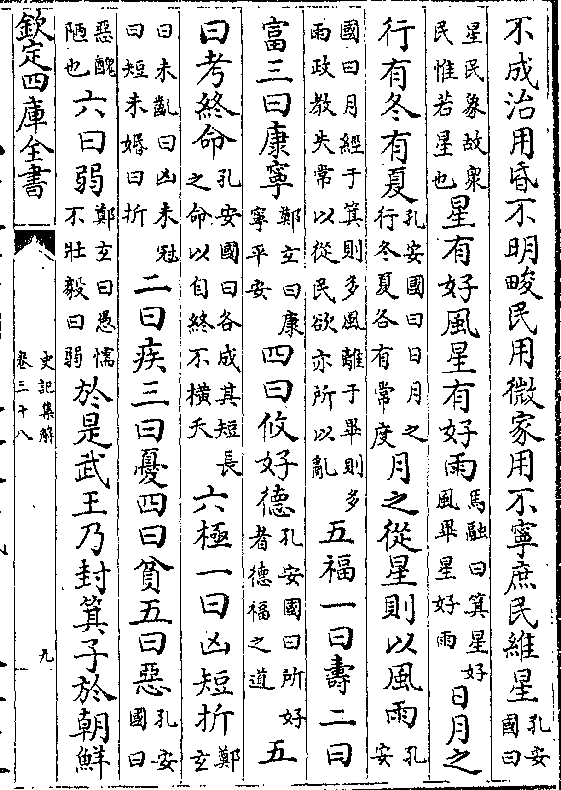 不成治用昏不明畯民用微家用不寧庶民維星孔安國曰
星民象故衆民惟若星也星有好風星有好雨馬融曰箕星好風畢星好雨日月之
行有冬有夏孔安國曰日月之行冬夏各有常度月之從星則以風雨孔安
國曰月經于箕則多風離于畢則多雨政教失常以從民欲亦所以亂五福一曰壽二曰
富三曰康寧鄭玄曰康寧平安四曰攸好德孔安國曰所好者德福之道五
曰考終命孔安國曰各成其短長之命以自終不横夭六極一曰凶短折鄭玄
曰未齓曰凶未冠曰短未婚曰折二曰疾三曰憂四曰貧五曰惡孔安國曰
惡醜陋也六曰弱鄭玄曰愚懦不壯毅曰弱於是武王乃封箕子於朝鮮
欽定四庫全書
史記集解
卷三十八
九